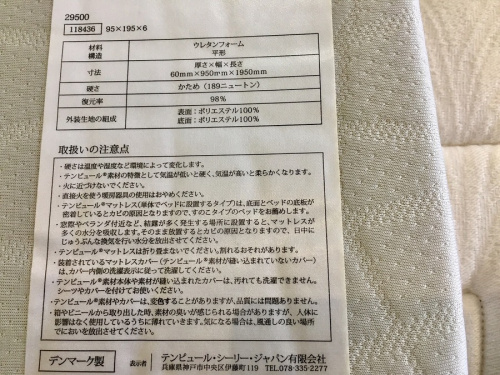 29500
118436 95×195×6
材料 ウレタンフォーム
構造 平形
寸法 厚さ×幅×長さ
60mm×950mm×1950mm
硬さ かため（189ニュートン）
復元率 98％
外装生地の組成 表面：ポリエステル100％
底面：ポリエステル100％
取扱いの注意点
・硬さは温度や湿度など環境によって変化します。
・テンピュール®素材の特徴として気温が低いと硬く、気温が高いと柔らかくなります。
・火に近づけないでください。
・直接火を使う暖房器具の使用はおやめください。
・テンピュール®マットレス(単体でベッドに設置するタイプ)は、底面とベッドの底板が
密着しているとカビの原因となりますので、すのこタイプのベッドをお薦めします。
・窓際やベランダ付近など、結露が多く発生する場所に設置すると、マットレスが
多くの水分を吸収します。そのまま放置するとカビの原因となりますので、日中に
じゅうぶんな換気を行い水分を放出させてください。
・テンピュール®マットレスは折り畳まないでください。割れるおそれがあります。
・装着されているマットレスカバー(テンピュール®素材が縫い込まれていないカバー)
は、カバー内側の洗濯表示に従って洗濯してください。
・テンピュール®素材本体や素材が縫い込まれたカバーは、汚れても洗濯できません。
シーツやカバーを付けてお使いください。
・テンピュール®素材やカバーは、変色することがありますが、品質には問題ありません。
・箱やビニールから取り出した時、素材の臭いが感じられる場合がありますが、人体に
影響はなく使用しているうちに薄れていきます。気になる場合は、風通しの良い場所
でにおいを放出させてください。
デンマーク製 表示者 テンピュール・シーリー・ジャパン有限会社
兵庫県神戸市中央区伊藤町119 TEL 078-335-2277